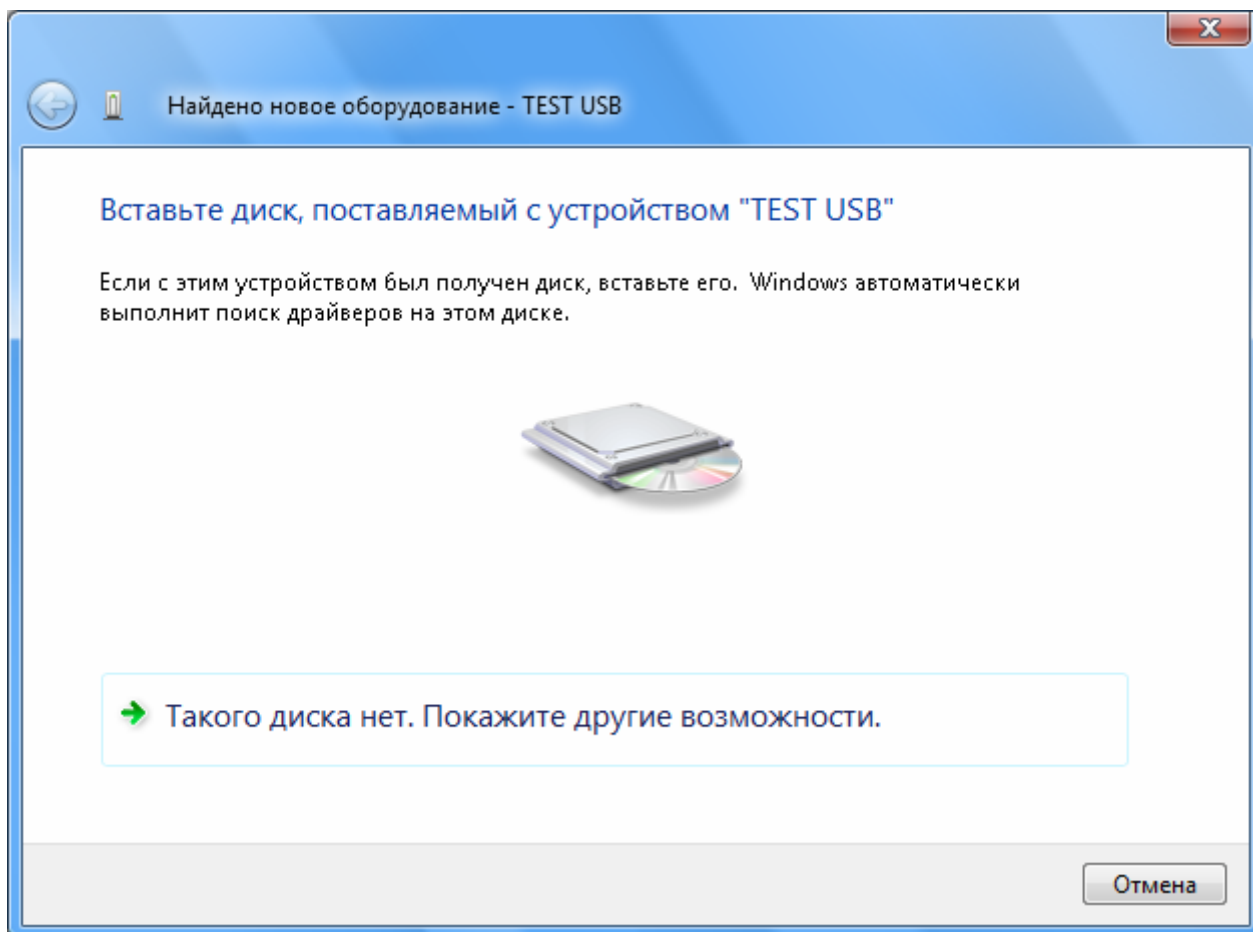 Найдено новое оборудование - TEST USB
Вставьте диск, поставляемый с устройством "TEST USB"
Если с этим устройством был получен диск, вставьте его.  Windows автоматически
выполнит поиск драйверов на этом диске.
Такого диска нет. Покажите другие возможности.
Отмена